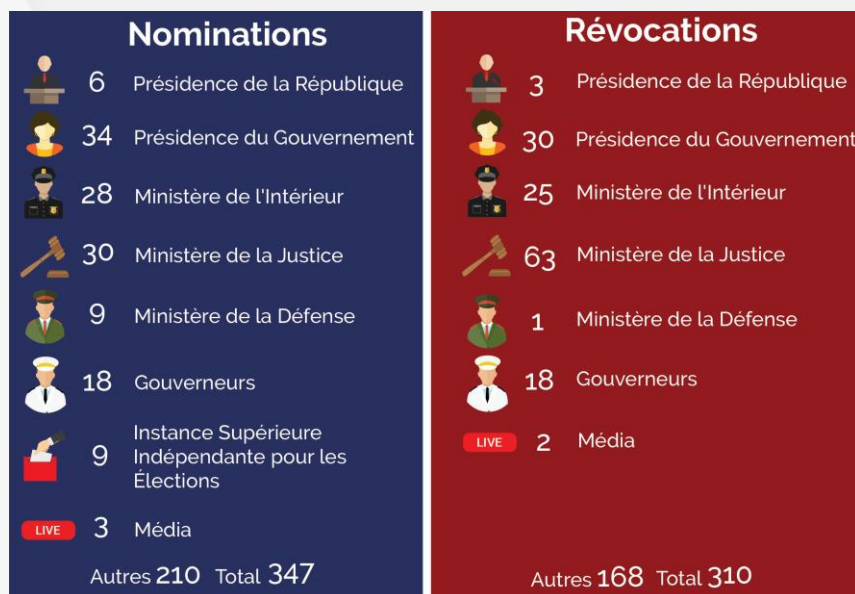 Nominations
6 Présidence de la République
34 Présidence du Gouvernement
28 Ministère de l'Intérieur
30 Ministère de la Justice
9 Ministère de la Défense
18 Gouverneurs
9 Instance Supérieure
Indépendante pour les
Élections
LIVE 3 Média
Autres 210 Total 347
Révocations
3 Présidence de la République
30 Présidence du Gouvernement
25 Ministère de l'Intérieur
63 Ministère de la Justice
1 Ministère de la Défense
18 Gouverneurs
LIVE 2 Média
Autres 168 Total 310